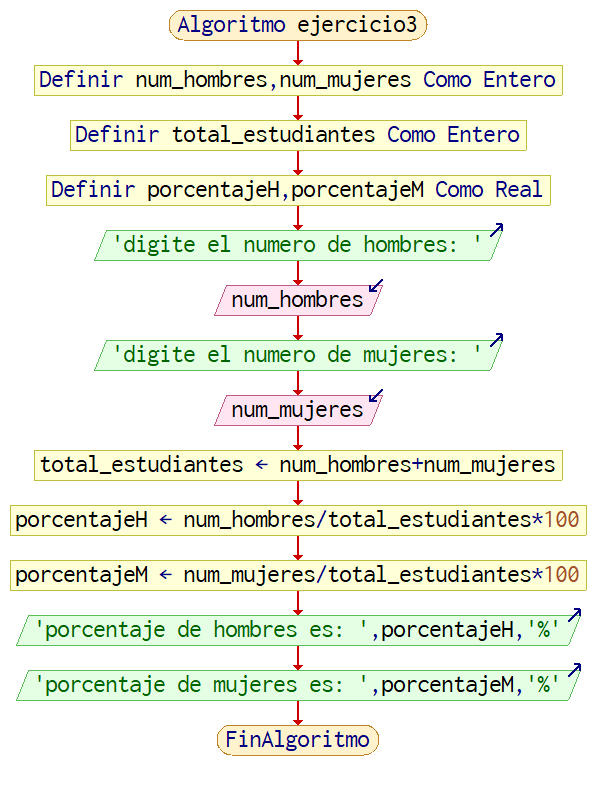 Algoritmo ejercicio3
Definir num_hombres,num_mujeres Como Entero
Definir total_estudiantes Como Entero
Definir porcentajeH,porcentajeM Como Real
'digite el numero de hombres: '
num_hombres
'digite el numero de mujeres: '
num_mujeres
total_estudiantes ← num_hombres+num_mujeres
porcentajeH ← num_hombres/total_estudiantes*100
porcentajeM ← num_mujeres/total_estudiantes*100
'porcentaje de hombres es: ',porcentajeH,'%'
'porcentaje de mujeres es: ',porcentajeM,'%'
FinAlgoritmo